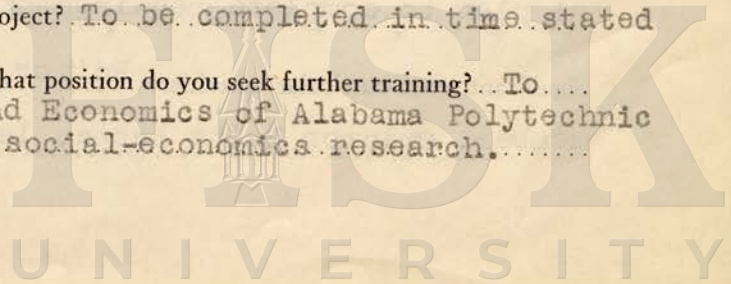 oject? To be completed in time stated
hat position do you seek further training? To
d Economics of Alabama Polytechnic
social-economics research.
FISK
UNIVERSITY